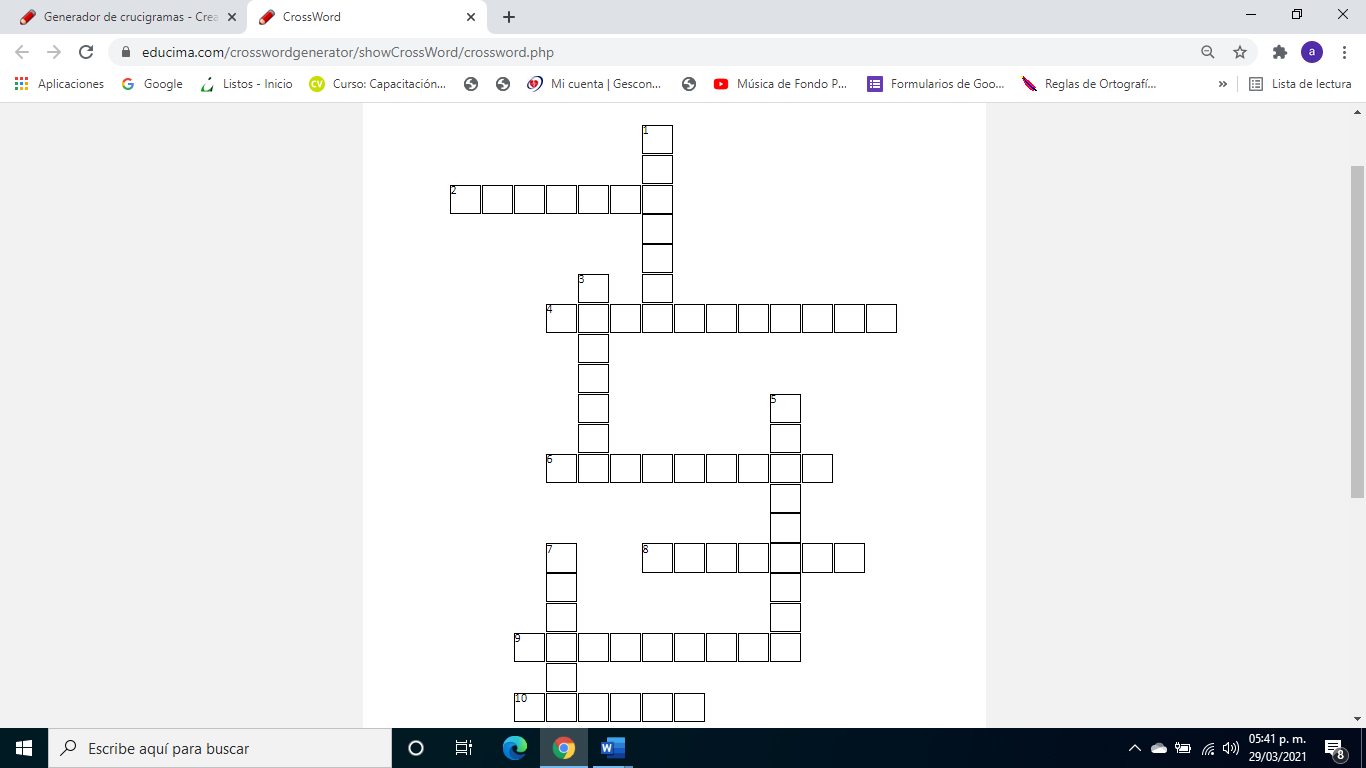 Generador de crucigramas - Crea
CrossWord
educima.com/crosswordgenerator/showCrossWord/crossword.php
a
Aplicaciones
Google
Listos - Inicio
CV
Curso: Capacitación...
Mi cuenta | Gescon...
Música de Fondo P...
Formularios de Goo...
Reglas de Ortografí...
»
Lista de lectura
1
2
3
4
5
6
7
8
9
10
Escribe aquí para buscar
05:41 p. m.
29/03/2021
8